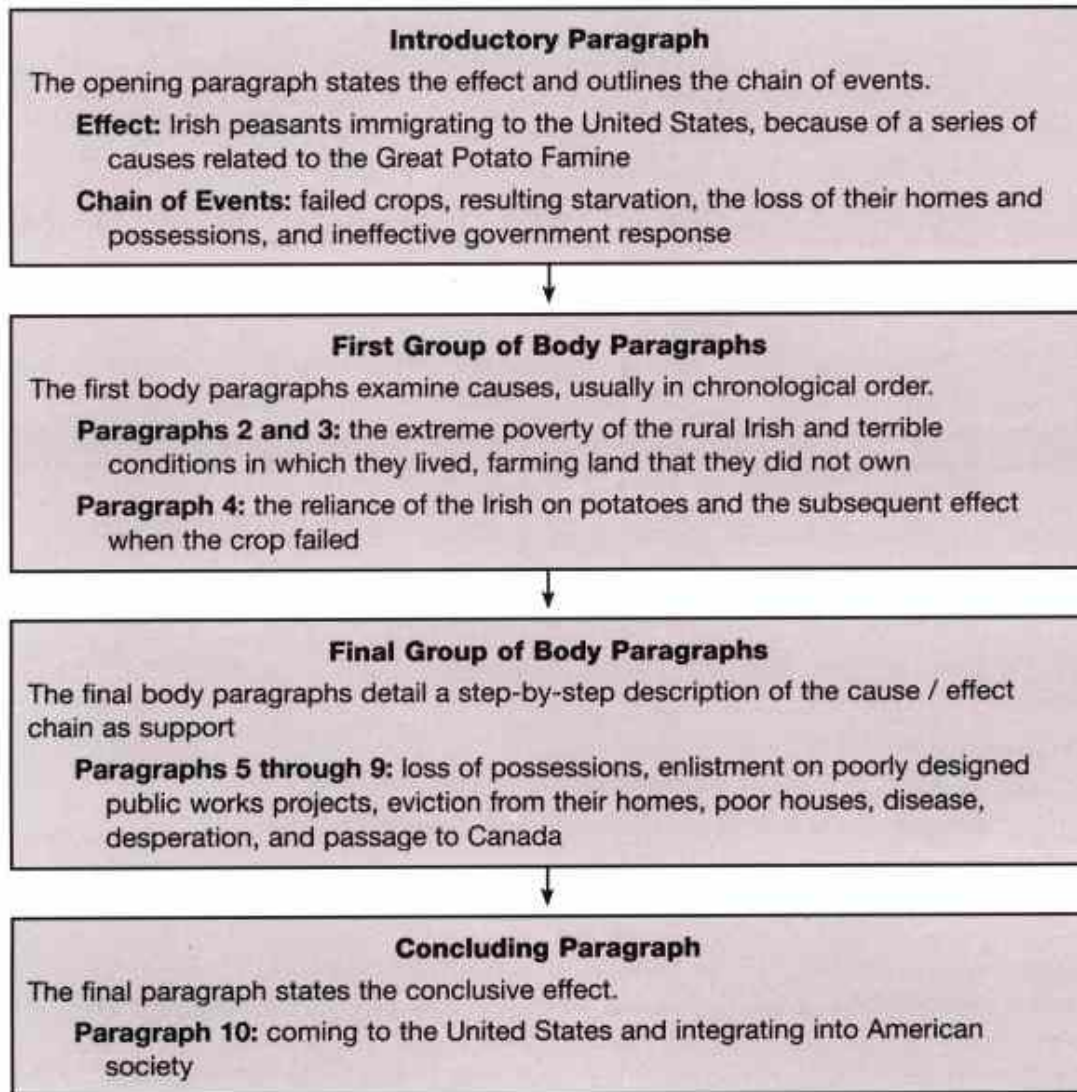 Introductory Paragraph
The opening paragraph states the effect and outlines the chain of events.
Effect: Irish peasants immigrating to the United States, because of a series of
causes related to the Great Potato Famine
Chain of Events: failed crops, resulting starvation, the loss of their homes and
possessions, and ineffective government response
First Group of Body Paragraphs
The first body paragraphs examine causes, usually in chronological order.
Paragraphs 2 and 3: the extreme poverty of the rural Irish and terrible
conditions in which they lived, farming land that they did not own
Paragraph 4: the reliance of the Irish on potatoes and the subsequent effect
when the crop failed
Final Group of Body Paragraphs
The final body paragraphs detail a step-by-step description of the cause / effect
chain as support
Paragraphs 5 through 9: loss of possessions, enlistment on poorly designed
public works projects, eviction from their homes, poor houses, disease,
desperation, and passage to Canada
Concluding Paragraph
The final paragraph states the conclusive effect.
Paragraph 10: coming to the United States and integrating into American
society